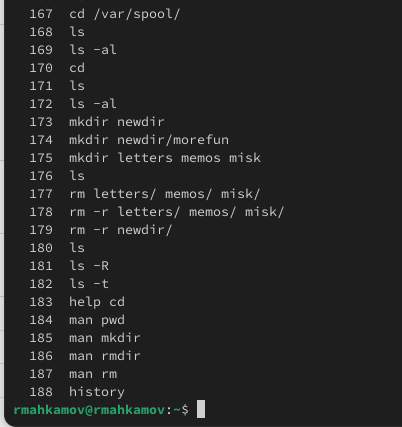 167 cd /var/spool/
168 ls
169 ls -al
170 cd
171 ls
172 ls -al
173 mkdir newdir
174 mkdir newdir/morefun
175 mkdir letters memos misk
176 ls
177 rm letters/ memos/ misk/
178 rm -r letters/ memos/ misk/
179 rm -r newdir/
180 ls
181 ls -R
182 ls -t
183 help cd
184 man pwd
185 man mkdir
186 man rmdir
187 man rm
188 history
rmahkamov@rmahkamov:~$